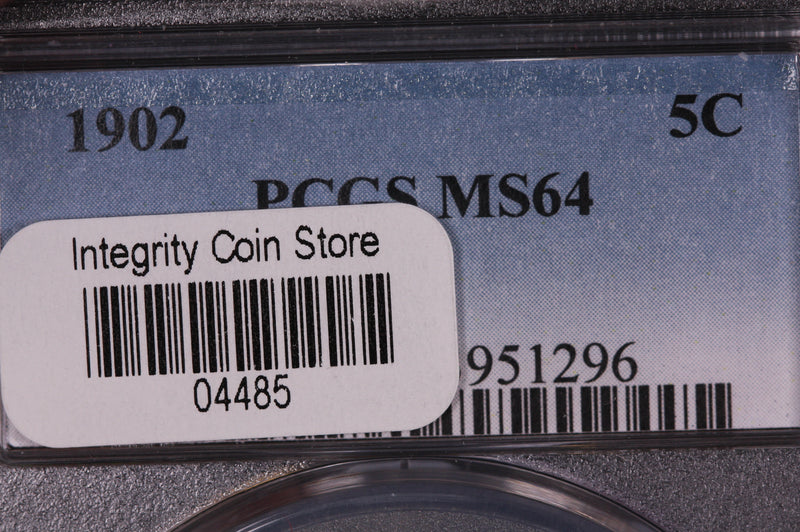 1902 5C
PCGS MS64
Integrity Coin Store
04485
951296